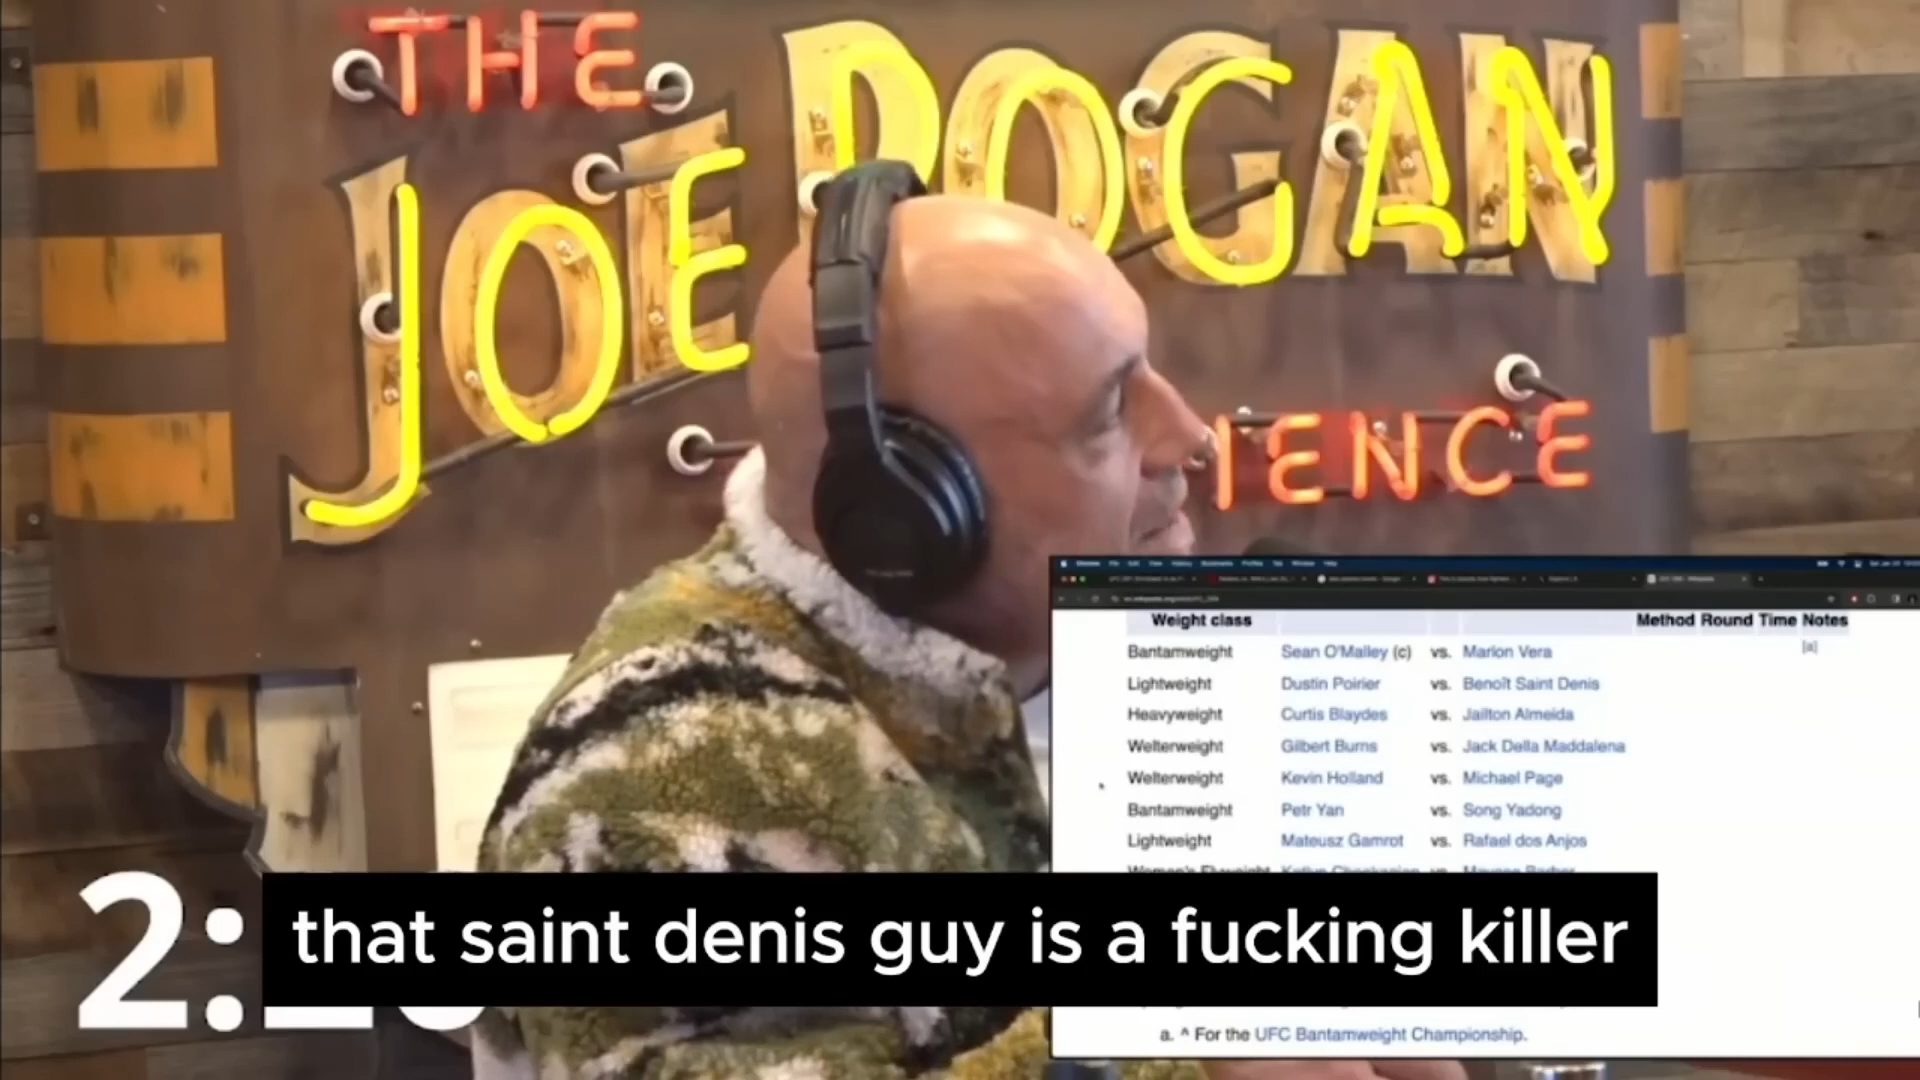 THE
JOE ROGAN
IENCE
Weight class Method Round Time Notes
Bantamweight Sean O'Malley (c) vs. Marlon Vera [a]
Lightweight Dustin Poirier vs. Benoît Saint Denis
Heavyweight Curtis Blaydes vs. Jailton Almeida
Welterweight Gilbert Burns vs. Jack Della Maddalena
Welterweight Kevin Holland vs. Michael Page
Bantamweight Petr Yan vs. Song Yadong
Lightweight Mateusz Gamrot vs. Rafael dos Anjos
2:
that saint denis guy is a fucking killer
a. ^ For the UFC Bantamweight Championship.